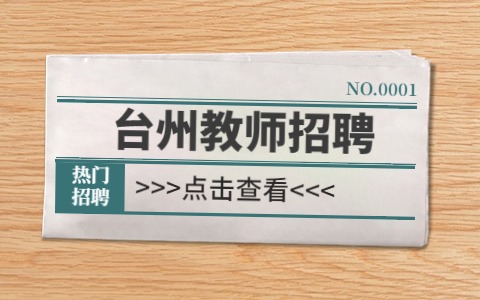 NO.0001
台州教师招聘
热门
招聘
>>>点击查看<<<